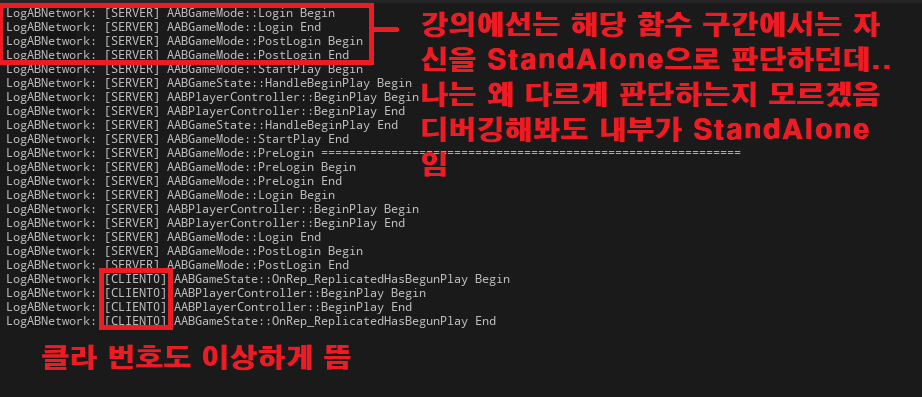 LogABNetwork: [SERVER] AABGameMode::Login Begin
LogABNetwork: [SERVER] AABGameMode::Login End
LogABNetwork: [SERVER] AABGameMode::PostLogin Begin
LogABNetwork: [SERVER] AABGameMode::PostLogin End
LogABNetwork: [SERVER] AABGameMode::StartPlay Begin
LogABNetwork: [SERVER] AABGameState::HandleBeginPlay Begin
LogABNetwork: [SERVER] AABPlayerController::BeginPlay Begin
LogABNetwork: [SERVER] AABPlayerController::BeginPlay End
LogABNetwork: [SERVER] AABGameState::HandleBeginPlay End
LogABNetwork: [SERVER] AABGameMode::StartPlay End
LogABNetwork: [SERVER] AABGameMode::PreLogin ============================================================
LogABNetwork: [SERVER] AABGameMode::PreLogin Begin
LogABNetwork: [SERVER] AABGameMode::PreLogin End
LogABNetwork: [SERVER] AABGameMode::Login Begin
LogABNetwork: [SERVER] AABPlayerController::BeginPlay Begin
LogABNetwork: [SERVER] AABPlayerController::BeginPlay End
LogABNetwork: [SERVER] AABGameMode::Login End
LogABNetwork: [SERVER] AABGameMode::PostLogin Begin
LogABNetwork: [SERVER] AABGameMode::PostLogin End
LogABNetwork: [CLIENT0] AABGameState::OnRep_ReplicatedHasBegunPlay Begin
LogABNetwork: [CLIENT0] AABPlayerController::BeginPlay Begin
LogABNetwork: [CLIENT0] AABPlayerController::BeginPlay End
LogABNetwork: [CLIENT0] AABGameState::OnRep_ReplicatedHasBegunPlay End
강의에선는 해당 함수 구간에서는 자
신을 StandAlone으로 판단하던데..
나는 왜 다르게 판단하는지 모르겠음
디버깅해봐도 내부가 StandAlone
힘
클라 번호도 이상하게 뜸